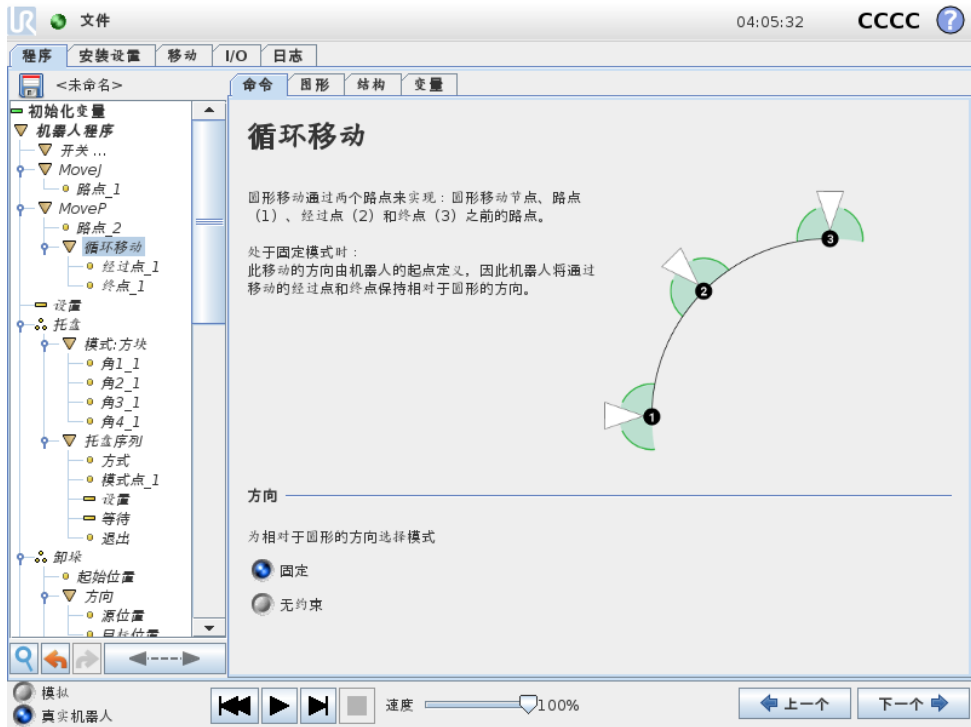 UR 文件 04:05:32 CCCC ?
程序 安装设置 移动 I/O 日志
<未命名>
命令 图形 结构 变量
初始化变量
机器人程序
开关 ...
MoveJ
路点_1
MoveP
路点_2
循环移动
经过点_1
终点_1
设置
托盘
模式:方块
角1_1
角2_1
角3_1
角4_1
托盘序列
方式
模式点_1
设置
等待
退出
卸垛
起始位置
方向
源位置
目标位置
循环移动
圆形移动通过两个路点来实现：圆形移动节点、路点
（1）、经过点（2）和终点（3）之前的路点。
处于固定模式时：
此移动的方向由机器人的起点定义，因此机器人将通过
移动的经过点和终点保持相对于圆形的方向。
3
2
1
方向
为相对于圆形的方向选择模式
固定
无约束
模拟
真实机器人
速度 100%
上一个 下一个